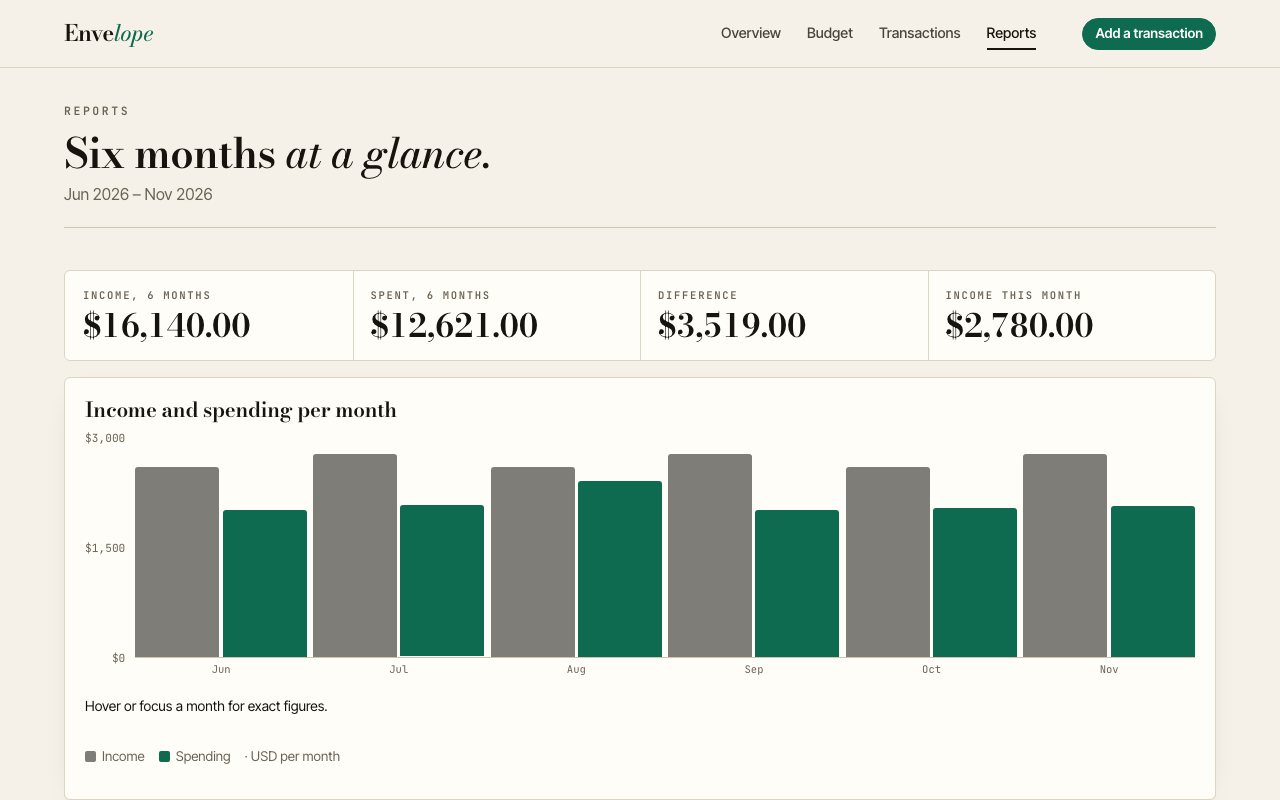 Envelope
Overview
Budget
Transactions
Reports
Add a transaction
REPORTS
Six months at a glance.
Jun 2026 – Nov 2026
INCOME, 6 MONTHS
$16,140.00
SPENT, 6 MONTHS
$12,621.00
DIFFERENCE
$3,519.00
INCOME THIS MONTH
$2,780.00
Income and spending per month
$3,000
$1,500
$0
Jun
Jul
Aug
Sep
Oct
Nov
Hover or focus a month for exact figures.
Income
Spending
· USD per month